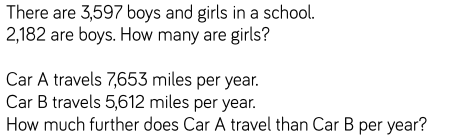 There are 3,597 boys and girls in a school.
2,182 are boys. How many are girls?
Car A travels 7,653 miles per year.
Car B travels 5,612 miles per year.
How much further does Car A travel than Car B per year?